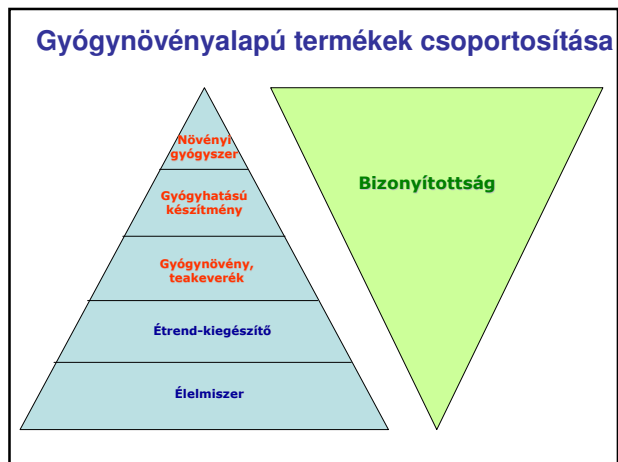 Gyógynövényalapú termékek csoportosítása
Növényi
gyógyszer
Gyógyhatású
készítmény
Gyógynövény,
teakeverék
Étrend-kiegészítő
Élelmiszer
Bizonyítottság